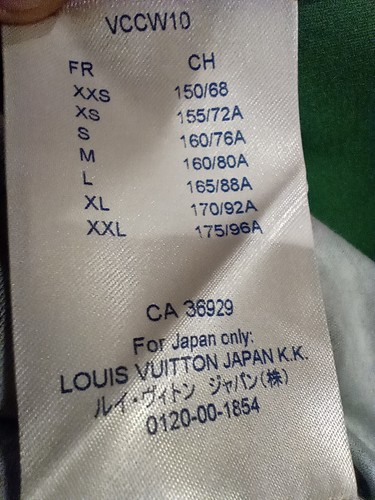 VCCW10
FR CH
XXS 150/68
XS 155/72A
S 160/76A
M 160/80A
L 165/88A
XL 170/92A
XXL 175/96A
CA 36929
For Japan only:
LOUIS VUITTON JAPAN K.K.
ルイ・ヴィトン ジャパン(株)
0120-00-1854